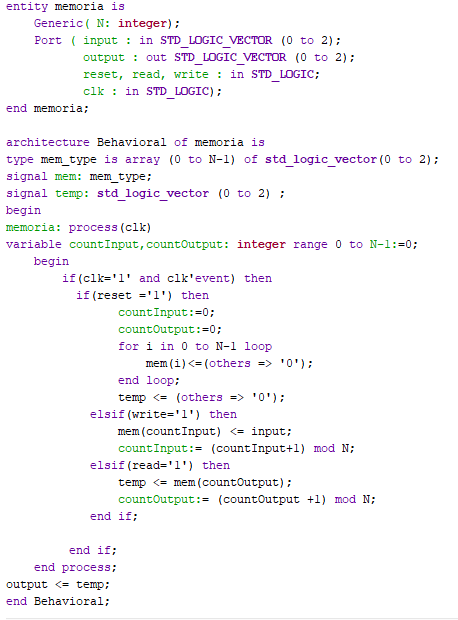 entity memoria is
    Generic( N: integer);
    Port ( input : in STD_LOGIC_VECTOR (0 to 2);
           output : out STD_LOGIC_VECTOR (0 to 2);
           reset, read, write : in STD_LOGIC;
           clk : in STD_LOGIC);
end memoria;

architecture Behavioral of memoria is
type mem_type is array (0 to N-1) of std_logic_vector(0 to 2);
signal mem: mem_type;
signal temp: std_logic_vector (0 to 2) ;
begin
memoria: process(clk)
variable countInput,countOutput: integer range 0 to N-1:=0;
    begin
        if(clk='1' and clk'event) then
          if(reset ='1') then
                countInput:=0;
                countOutput:=0;
                for i in 0 to N-1 loop
                    mem(i)<=(others => '0');
                end loop;
                temp <= (others => '0');
            elsif(write='1') then
                mem(countInput) <= input;
                countInput:= (countInput+1) mod N;
            elsif(read='1') then
                temp <= mem(countOutput);
                countOutput:= (countOutput +1) mod N;
            end if;

         end if;
    end process;
output <= temp;
end Behavioral;